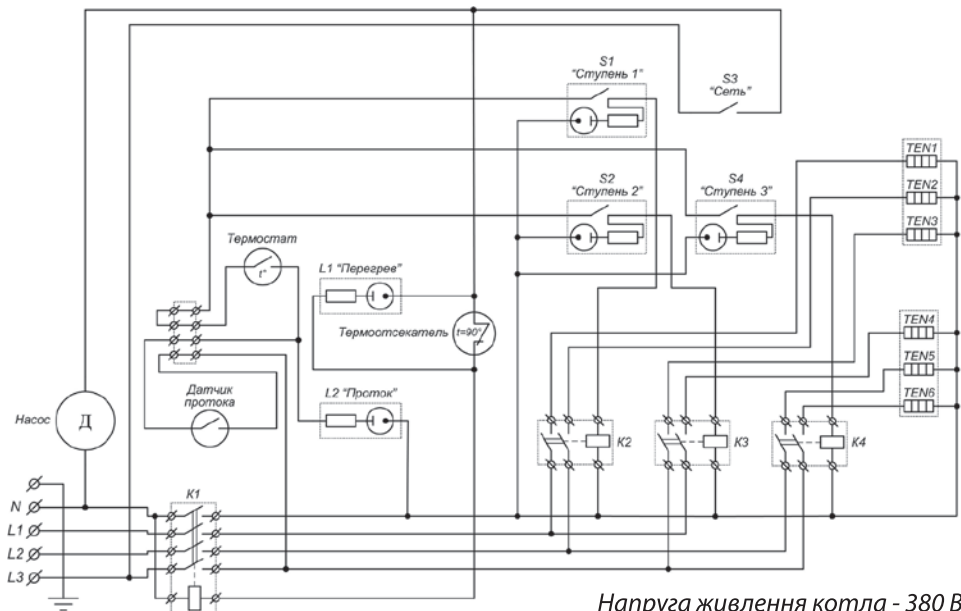 S1
"Ступень 1"
S3
"Сеть"
TEN1
S2
"Ступень 2"
S4
"Ступень 3"
TEN2
TEN3
Термостат
t°
L1 "Перегрев"
Термостсекатель
t=90°
TEN4
TEN5
TEN6
Датчик
протока
L2 "Проток"
Насос
Д
K2
K3
K4
K1
N
L1
L2
L3
Напруга живлення котла - 380 В